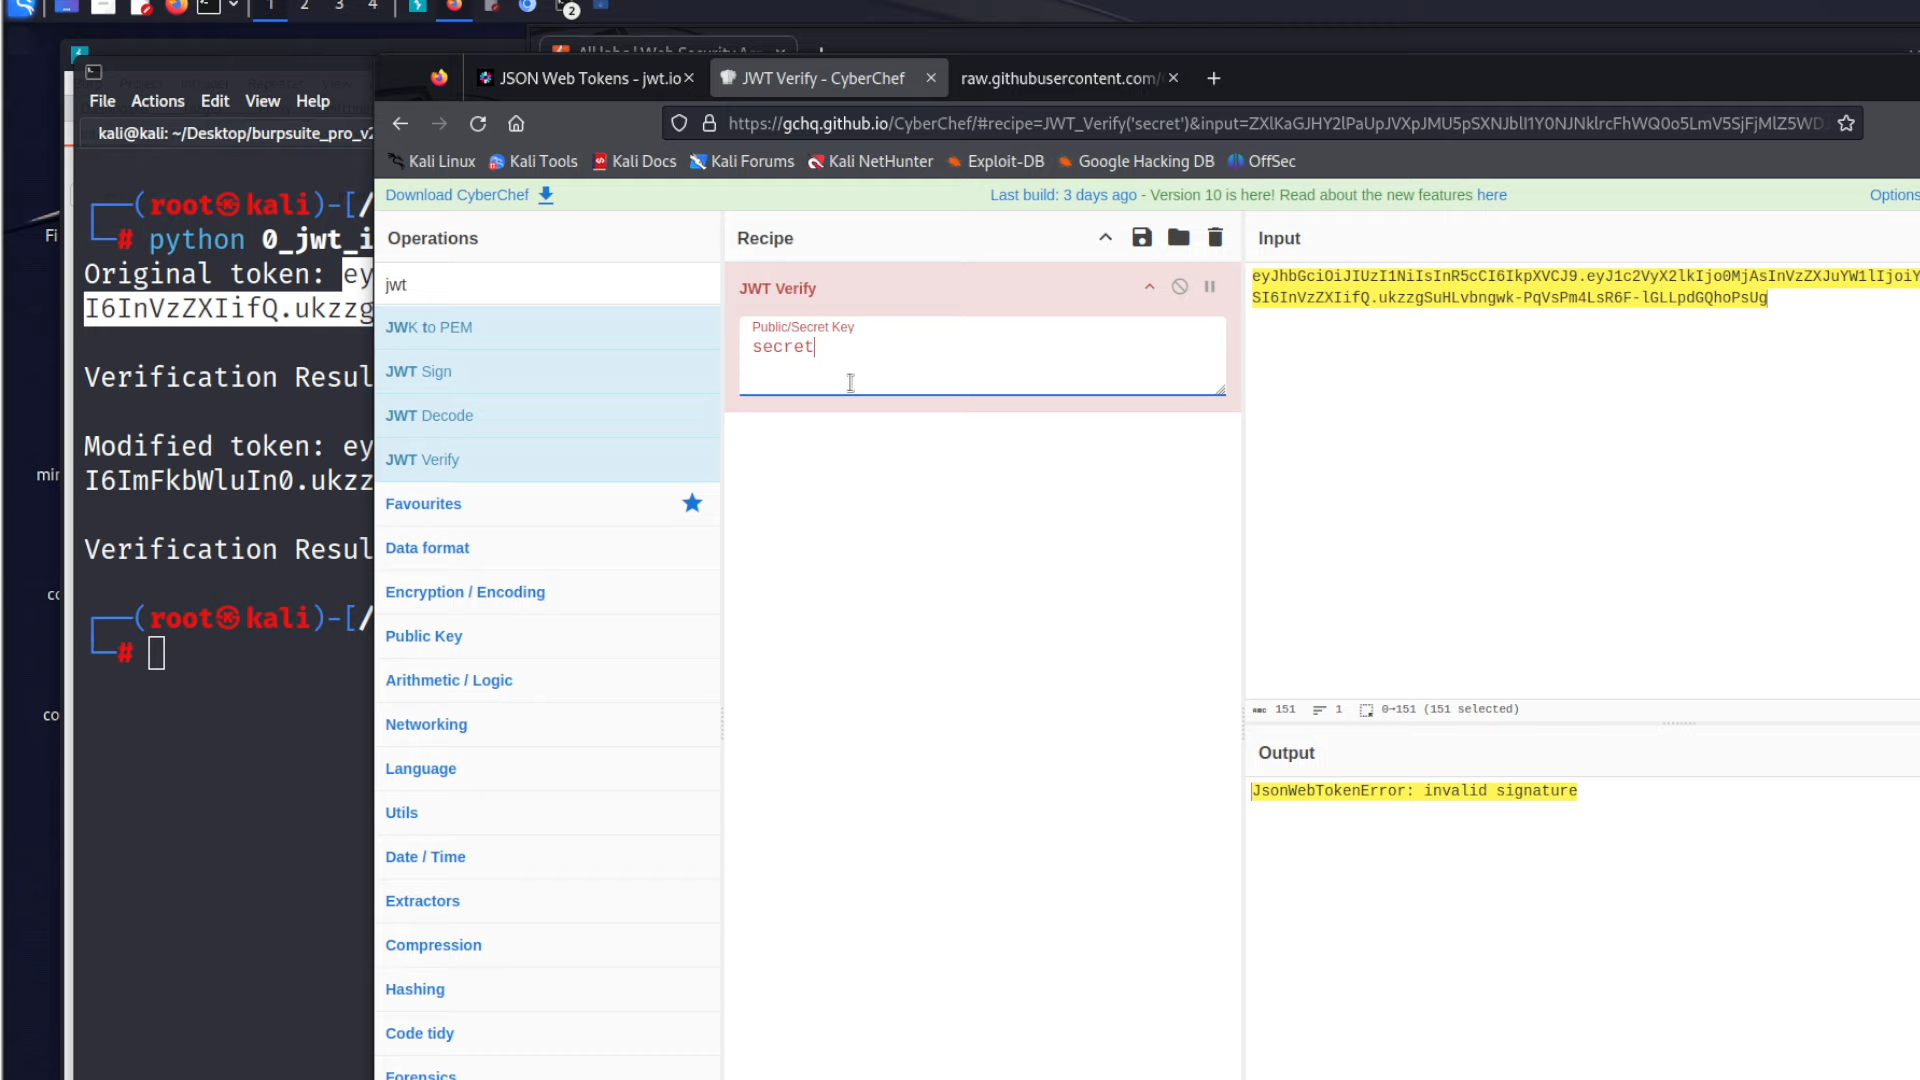 1 2 3 4
2
JSON Web Tokens - jwt.io
JWT Verify - CyberChef
raw.githubusercontent.com/
File Actions Edit View Help
kali@kali: ~/Desktop/burpsuite_pro_v2
https://gchq.github.io/CyberChef/#recipe=JWT_Verify('secret')&input=
Kali Linux Kali Tools Kali Docs Kali Forums Kali NetHunter Exploit-DB Google Hacking DB OffSec
Download CyberChef
Last build: 3 days ago - Version 10 is here! Read about the new features here
Options
(root㉿kali)-[/
# python 0_jwt_i
Original token: ey
I6InVzZXIifQ.ukzzg
Verification Resul
Modified token: ey
I6ImFkbWluIn0.ukzz
Verification Resul
(root㉿kali)-[/
#
Fi
co
Operations
jwt
JWK to PEM
JWT Sign
JWT Decode
JWT Verify
Favourites
Data format
Encryption / Encoding
Public Key
Arithmetic / Logic
Networking
Language
Utils
Date / Time
Extractors
Compression
Hashing
Code tidy
Forensics
Recipe
JWT Verify
Public/Secret Key
secret
Input
eyJhbGciOiJIUzI1NiIsInR5cCI6IkpXVCJ9.eyJ1c2VyX2lkIjo0MjAsInVzZXJuYW1lIjoiY
SI6InVzZXIifQ.ukzzgSuHLvbngwk-PqVsPm4LsR6F-lGLLpdGQhoPsUg
151 1 0→151 (151 selected)
Output
JsonWebTokenError: invalid signature